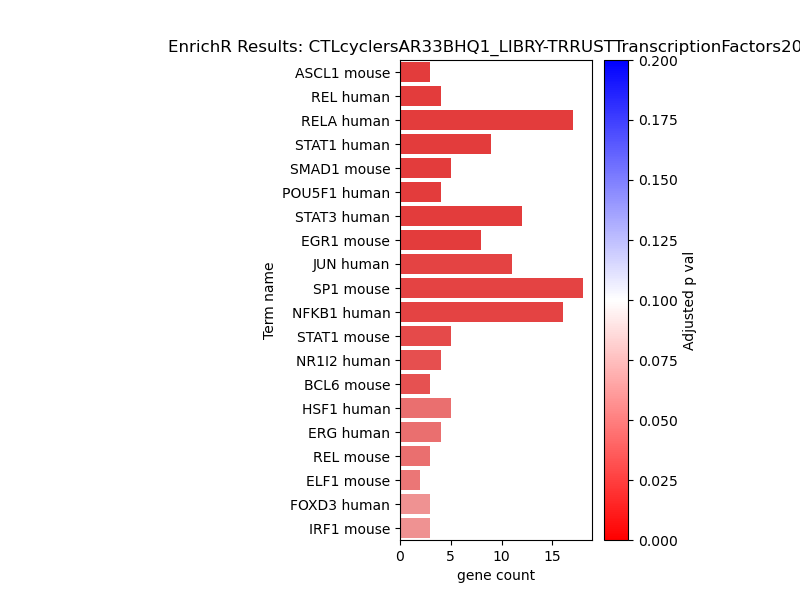 EnrichR Results: CTLcyclersAR33BHQ1_LIBRY-TRRUSTTranscriptionFactors20
ASCL1 mouse
REL human
RELA human
STAT1 human
SMAD1 mouse
POU5F1 human
STAT3 human
EGR1 mouse
JUN human
SP1 mouse
NFKB1 human
STAT1 mouse
NR1I2 human
BCL6 mouse
HSF1 human
ERG human
REL mouse
ELF1 mouse
FOXD3 human
IRF1 mouse
Term name
0 5 10 15
gene count
0.200
0.175
0.150
0.125
0.100
0.075
0.050
0.025
0.000
Adjusted p val